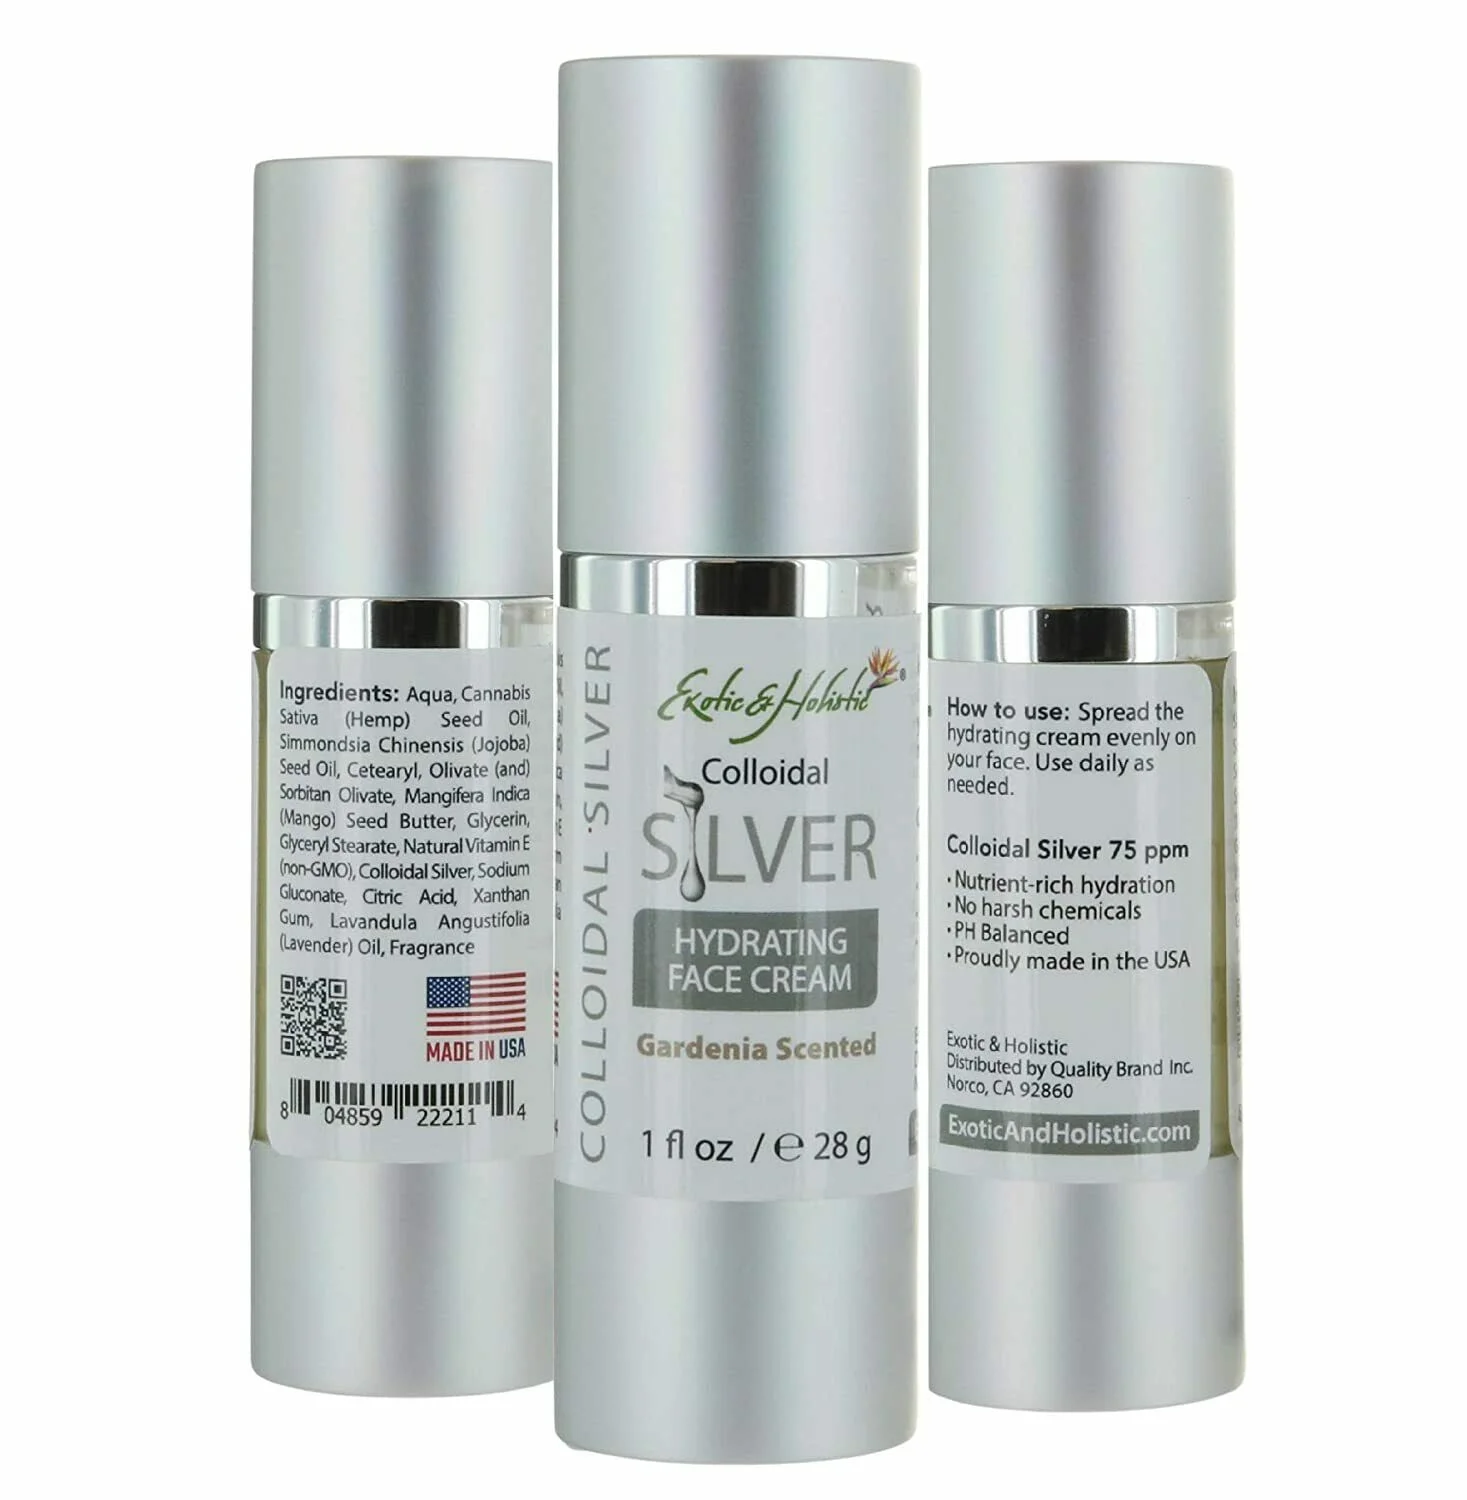 Ingredients: Aqua, Cannabis
Sativa (Hemp) Seed Oil,
Simmondsia Chinensis (Jojoba)
Seed Oil, Cetearyl, Olivate (and)
Sorbitan Olivate, Mangifera Indica
(Mango) Seed Butter, Glycerin,
Glyceryl Stearate, Natural Vitamin E
(non-GMO), Colloidal Silver, Sodium
Gluconate, Citric Acid, Xanthan
Gum, Lavandula Angustifolia
(Lavender) Oil, Fragrance
MADE IN USA
8 04859 22211 4
COLLOIDAL SILVER
Exotic & Holistic ®
Colloidal
SILVER
HYDRATING
FACE CREAM
Gardenia Scented
1 fl oz / ℮ 28 g
How to use: Spread the
hydrating cream evenly on
your face. Use daily as
needed.
Colloidal Silver 75 ppm
• Nutrient-rich hydration
• No harsh chemicals
• PH Balanced
• Proudly made in the USA
Exotic & Holistic
Distributed by Quality Brand Inc.
Norco, CA 92860
ExoticAndHolistic.com